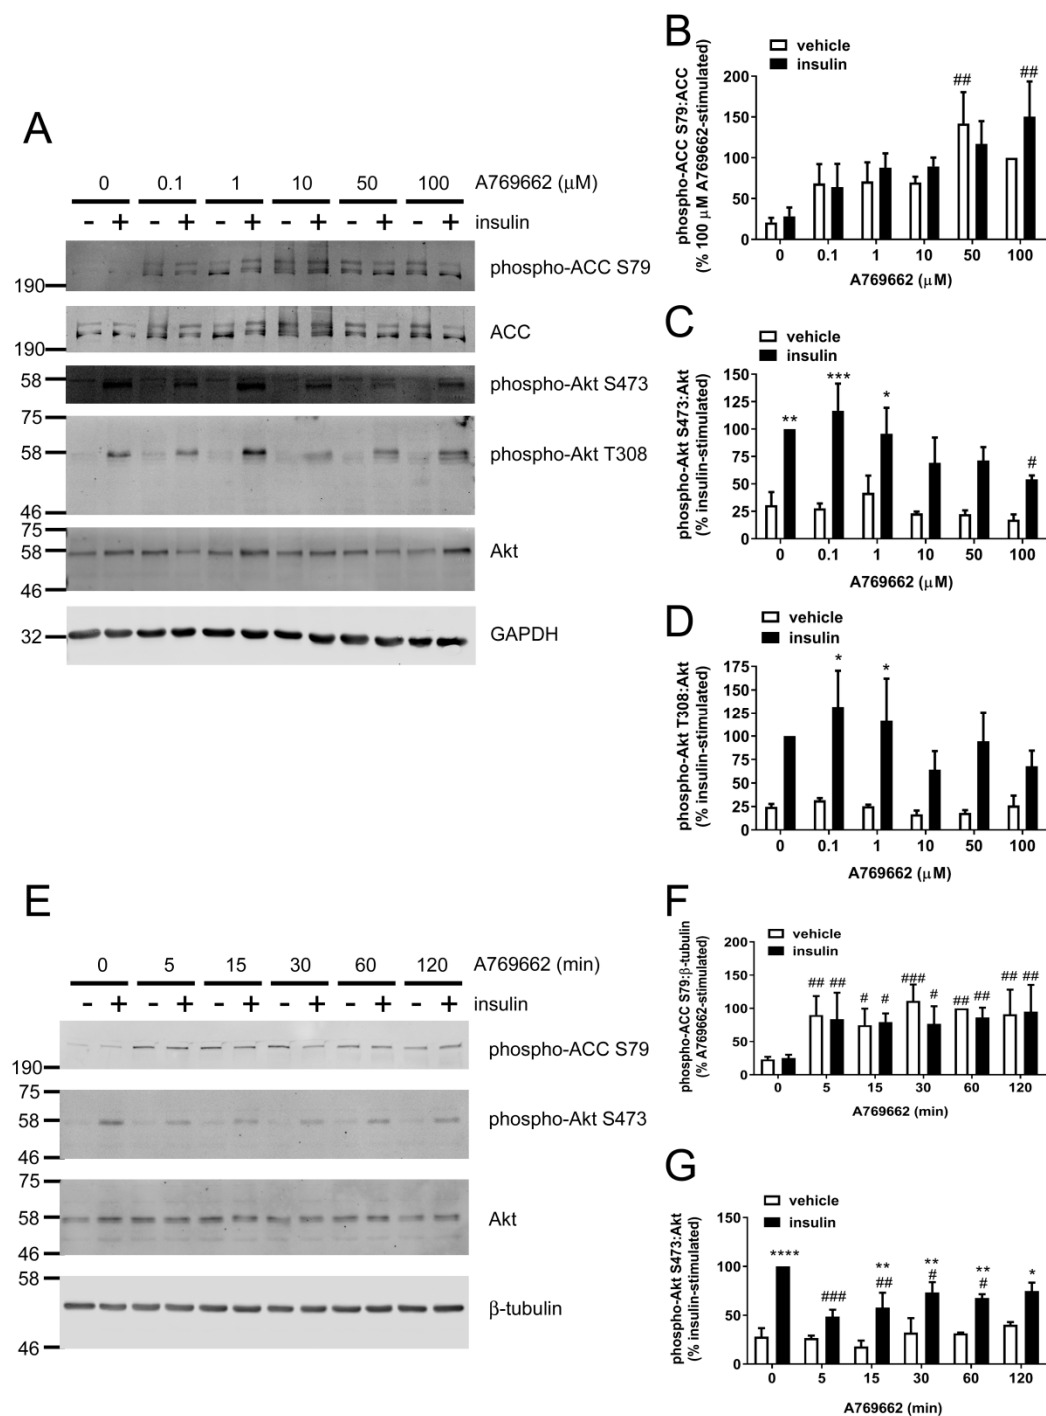 A
0 0.1 1 10 50 100 A769662 (μM)
- + - + - + - + - + - + insulin
phospho-ACC S79
190
ACC
190
58 phospho-Akt S473
75
58 phospho-Akt T308
46
75
58 Akt
46
32 GAPDH
B
vehicle
insulin
phospho-ACC S79:ACC
(% 100 μM A769662-stimulated)
200
150
100
50
0
## ##
0 0.1 1 10 50 100
A769662 (μM)
C
vehicle
insulin
phospho-Akt S473:Akt
(% insulin-stimulated)
150
125
100
75
50
25
0
** *** * #
0 0.1 1 10 50 100
A769662 (μM)
D
vehicle
insulin
phospho-Akt T308:Akt
(% insulin-stimulated)
175
150
125
100
75
50
25
0
* *
0 0.1 1 10 50 100
A769662 (μM)
E
0 5 15 30 60 120 A769662 (min)
- + - + - + - + - + - + insulin
phospho-ACC S79
190
75
58 phospho-Akt S473
46
75
58 Akt
46
58
β-tubulin
46
F
vehicle
insulin
phospho-ACC S79:β-tubulin
(% A769662-stimulated)
200
150
100
50
0
## ## # # ### # ## ## ## ##
0 5 15 30 60 120
A769662 (min)
G
vehicle
insulin
phospho-Akt S473:Akt
(% insulin-stimulated)
150
100
50
0
**** ** ** ** *
### ## # #
0 5 15 30 60 120
A769662 (min)